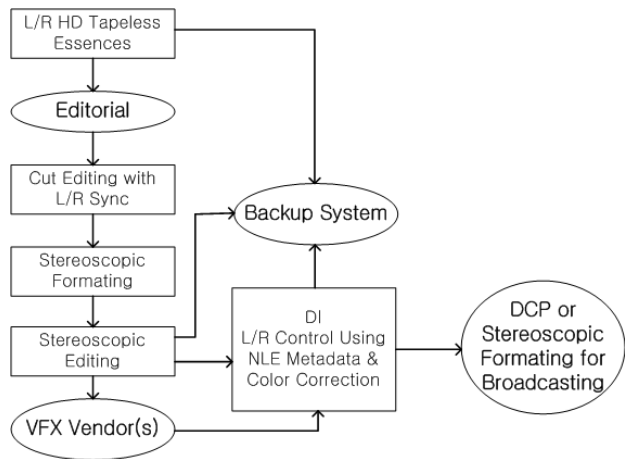 L/R HD Tapeless
Essences
Editorial
Cut Editing with
L/R Sync
Stereoscopic
Formating
Stereoscopic
Editing
VFX Vendor(s)
Backup System
DI
L/R Control Using
NLE Metadata &
Color Correction
DCP or
Stereoscopic
Formating for
Broadcasting